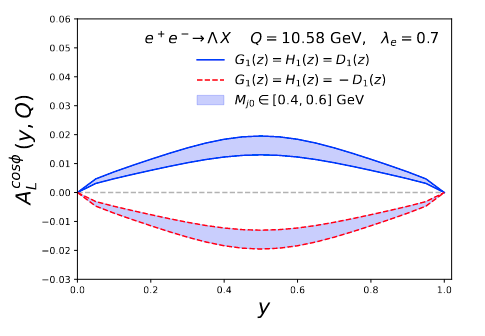 e⁺e⁻→ΛX Q = 10.58 GeV, λₑ = 0.7
G₁(z) = H₁(z) = D₁(z)
G₁(z) = H₁(z) = −D₁(z)
Mⱼ₀ ∈ [0.4, 0.6] GeV
A_L^{cosϕ}(y, Q)
0.06
0.05
0.04
0.03
0.02
0.01
0.00
−0.01
−0.02
−0.03
0.0 0.2 0.4 0.6 0.8 1.0
y